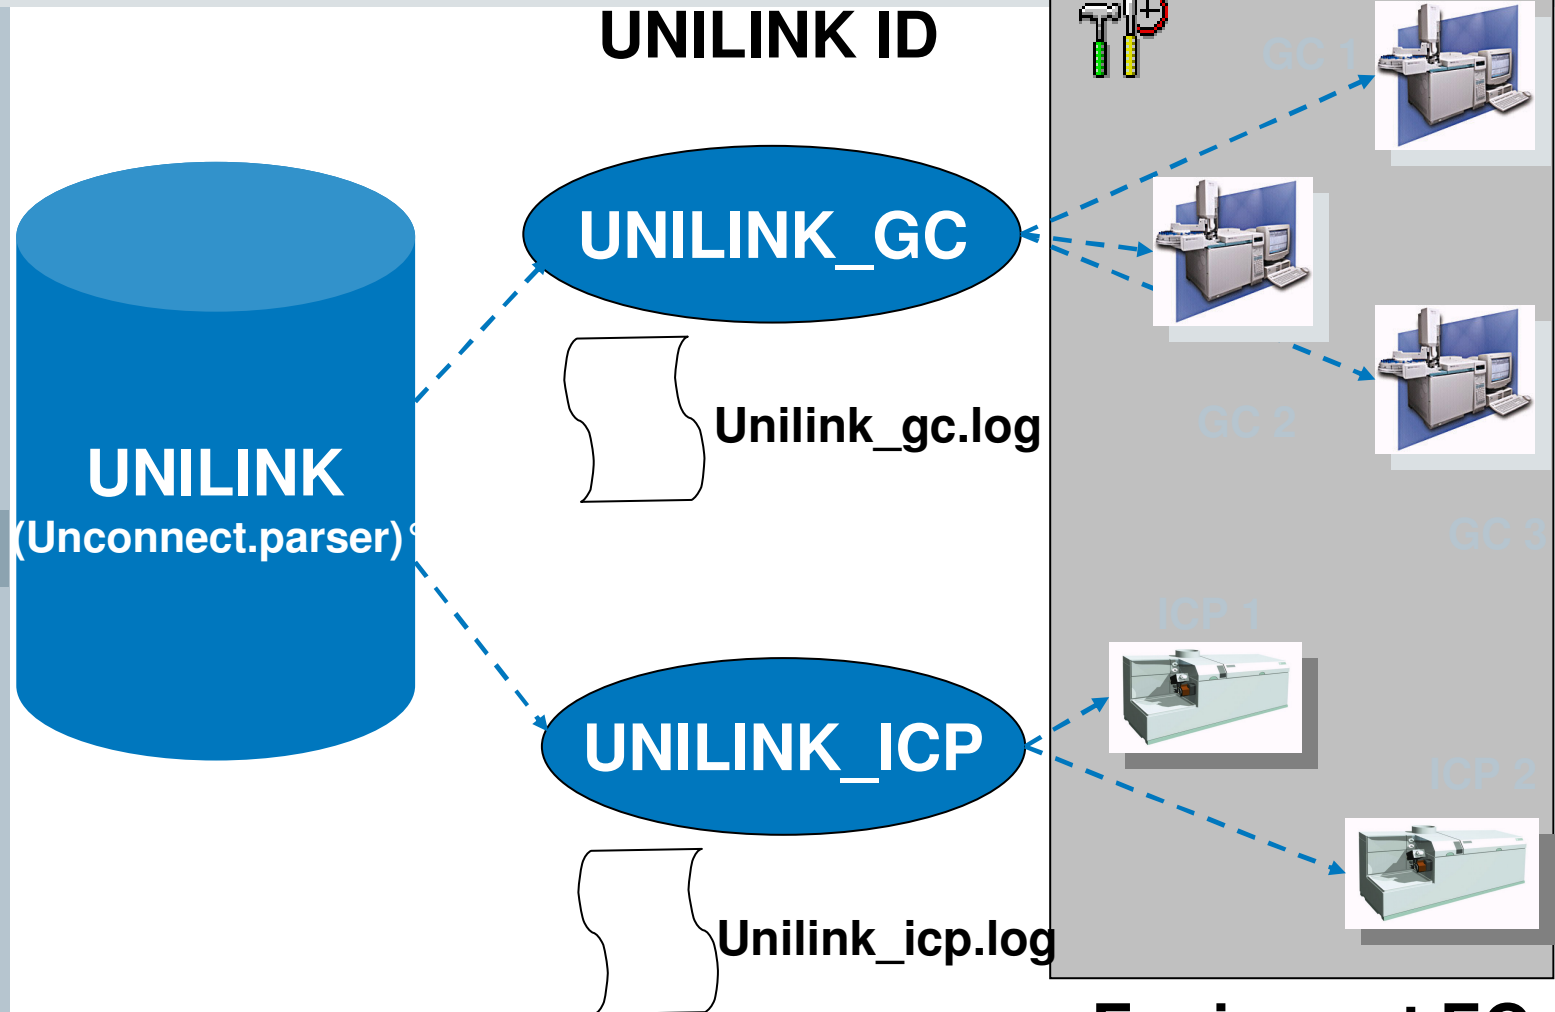 UNILINK ID
GC 1
UNILINK_GC
Unilink_gc.log
GC 2
UNILINK
(Unconnect.parser)
GC 3
ICP 1
UNILINK_ICP
ICP 2
Unilink_icp.log